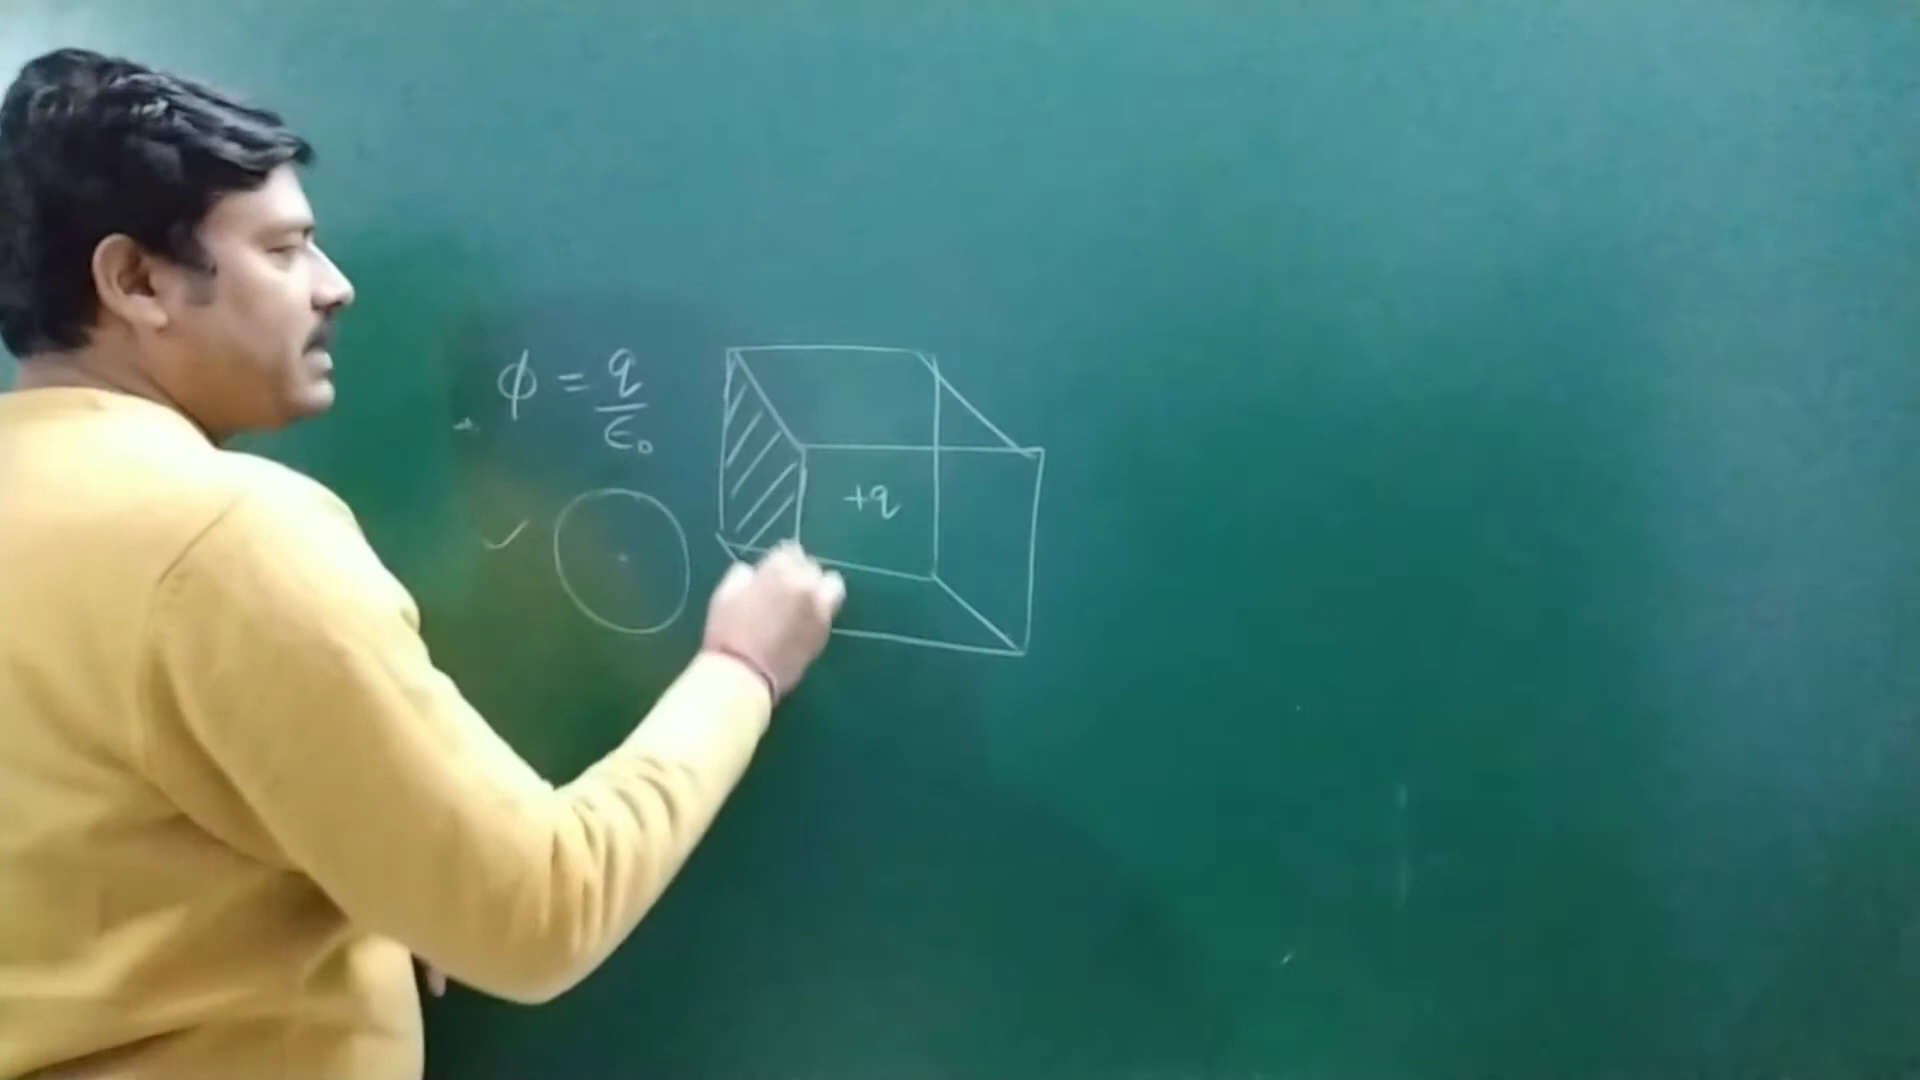 ϕ = q/ϵ₀
+q